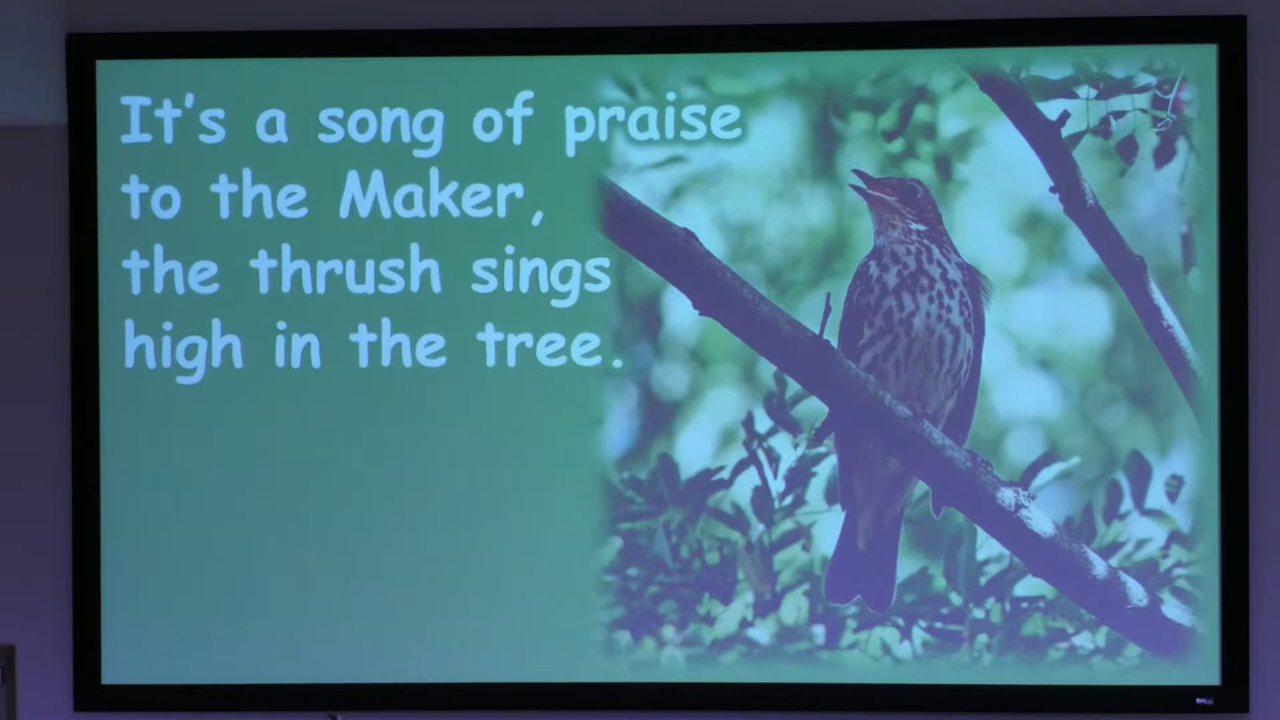 It's a song of praise
to the Maker,
the thrush sings
high in the tree.